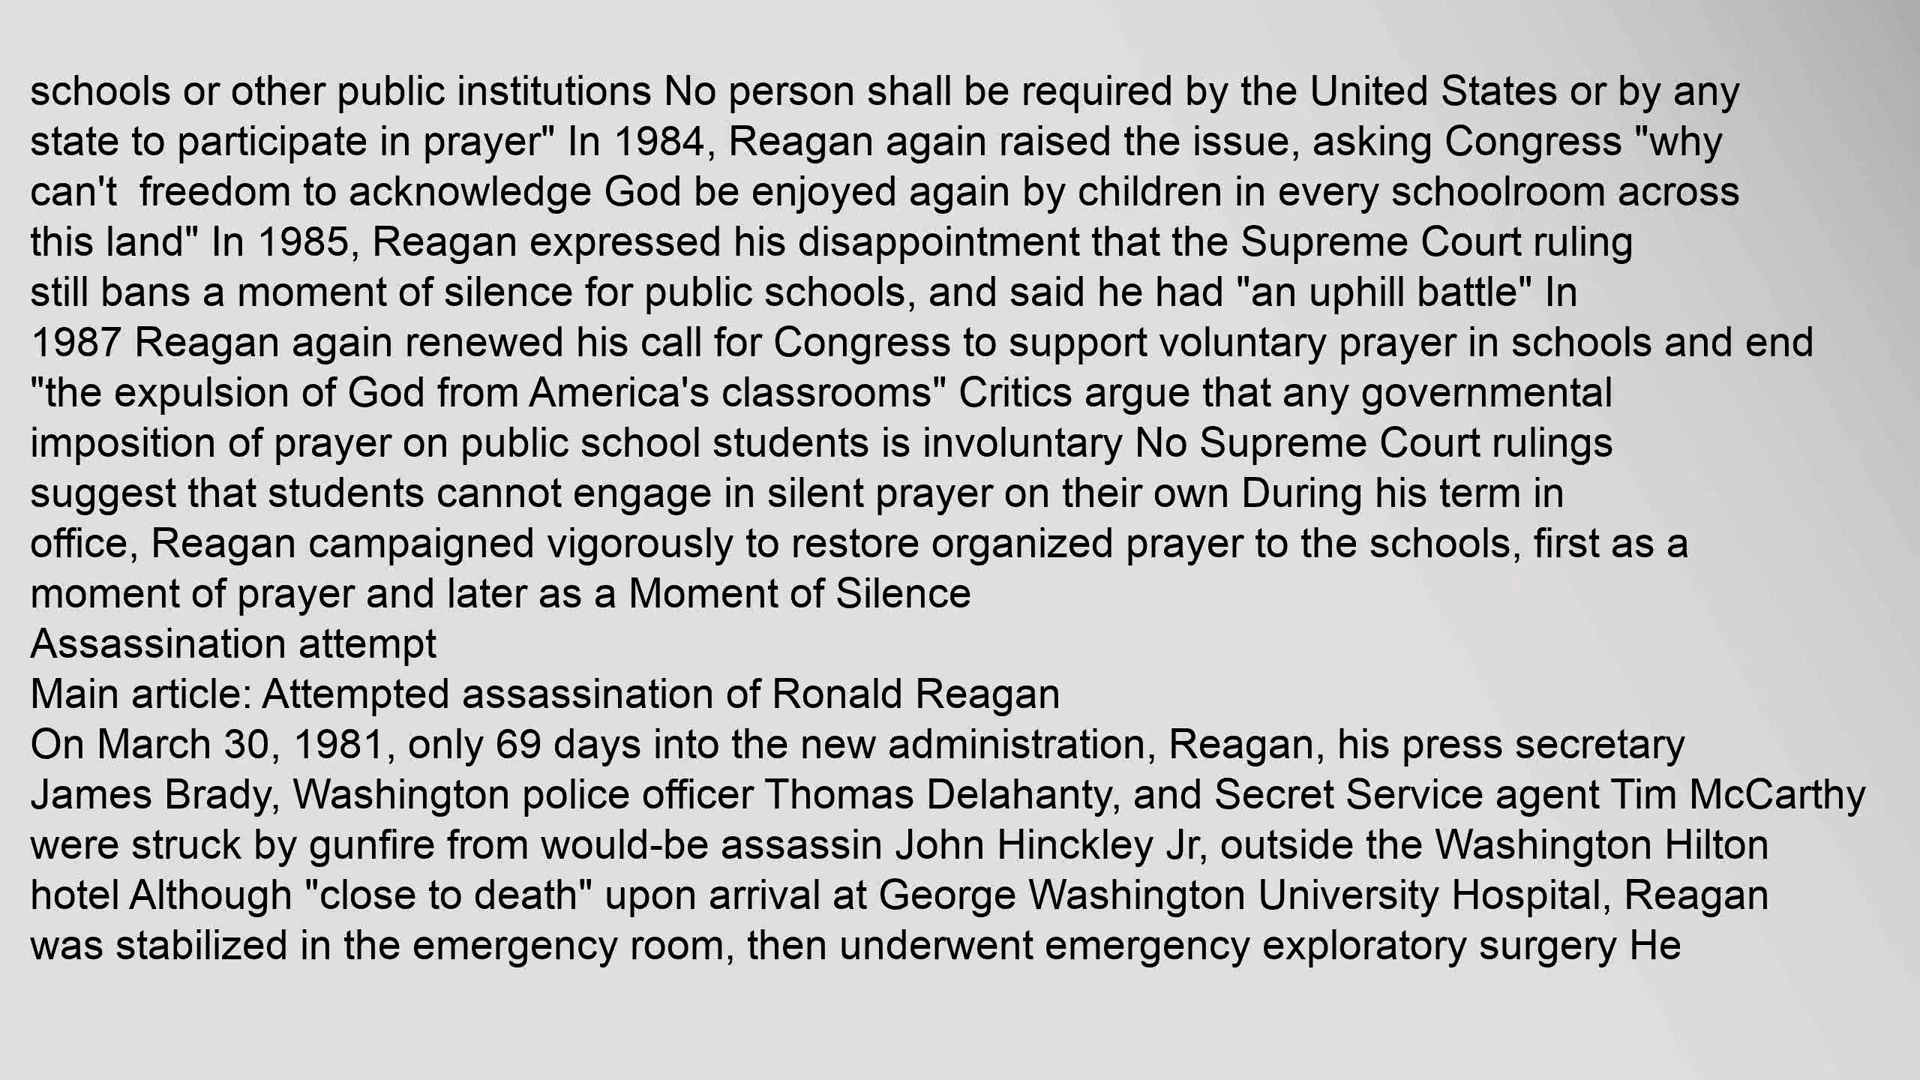 schools or other public institutions No person shall be required by the United States or by any
state to participate in prayer" In 1984, Reagan again raised the issue, asking Congress "why
can't  freedom to acknowledge God be enjoyed again by children in every schoolroom across
this land" In 1985, Reagan expressed his disappointment that the Supreme Court ruling
still bans a moment of silence for public schools, and said he had "an uphill battle" In
1987 Reagan again renewed his call for Congress to support voluntary prayer in schools and end
"the expulsion of God from America's classrooms" Critics argue that any governmental
imposition of prayer on public school students is involuntary No Supreme Court rulings
suggest that students cannot engage in silent prayer on their own During his term in
office, Reagan campaigned vigorously to restore organized prayer to the schools, first as a
moment of prayer and later as a Moment of Silence
Assassination attempt
Main article: Attempted assassination of Ronald Reagan
On March 30, 1981, only 69 days into the new administration, Reagan, his press secretary
James Brady, Washington police officer Thomas Delahanty, and Secret Service agent Tim McCarthy
were struck by gunfire from would-be assassin John Hinckley Jr, outside the Washington Hilton
hotel Although "close to death" upon arrival at George Washington University Hospital, Reagan
was stabilized in the emergency room, then underwent emergency exploratory surgery He